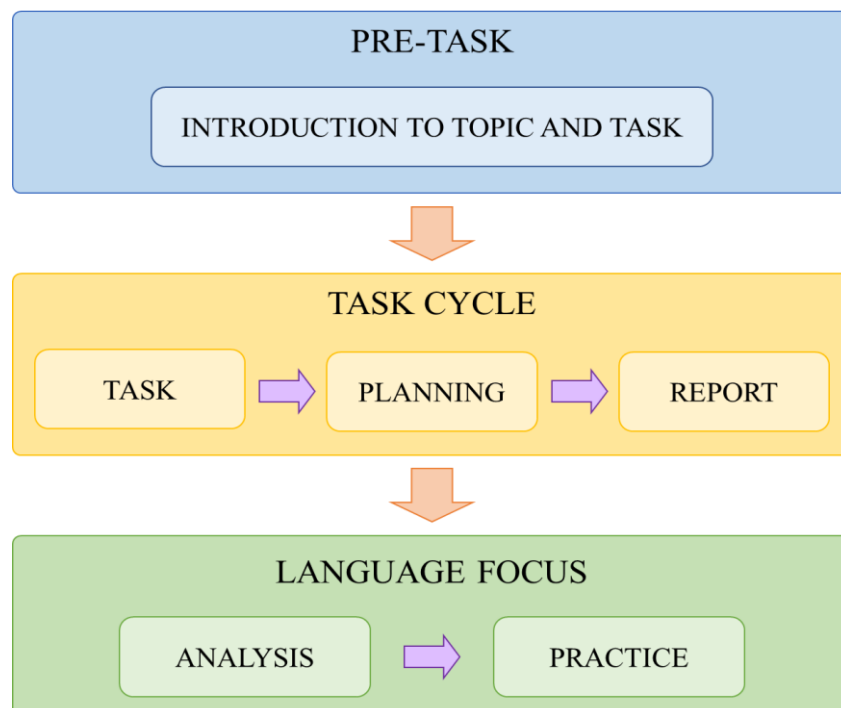 PRE-TASK
INTRODUCTION TO TOPIC AND TASK
TASK CYCLE
TASK
PLANNING
REPORT
LANGUAGE FOCUS
ANALYSIS
PRACTICE